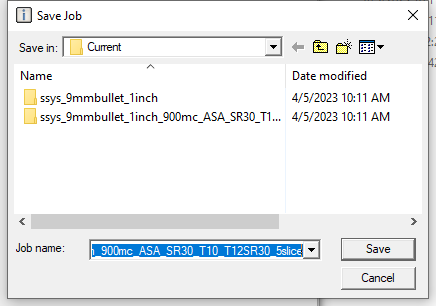 Save Job
Save in: Current
Name Date modified
ssys_9mmbullet_1inch 4/5/2023 10:11 AM
ssys_9mmbullet_1inch_900mc_ASA_SR30_T1... 4/5/2023 10:11 AM
Job name: _900mc_ASA_SR30_T10_T12SR30_5slice
Save
Cancel